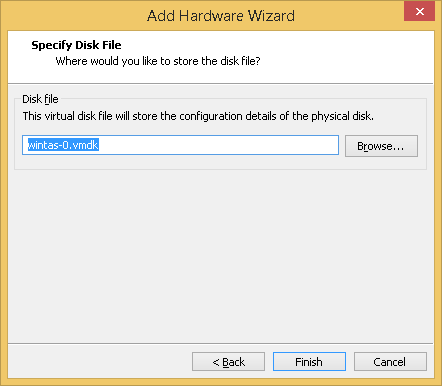 Add Hardware Wizard
Specify Disk File
Where would you like to store the disk file?
Disk file
This virtual disk file will store the configuration details of the physical disk.
wintas-0.vmdk
Browse...
< Back
Finish
Cancel